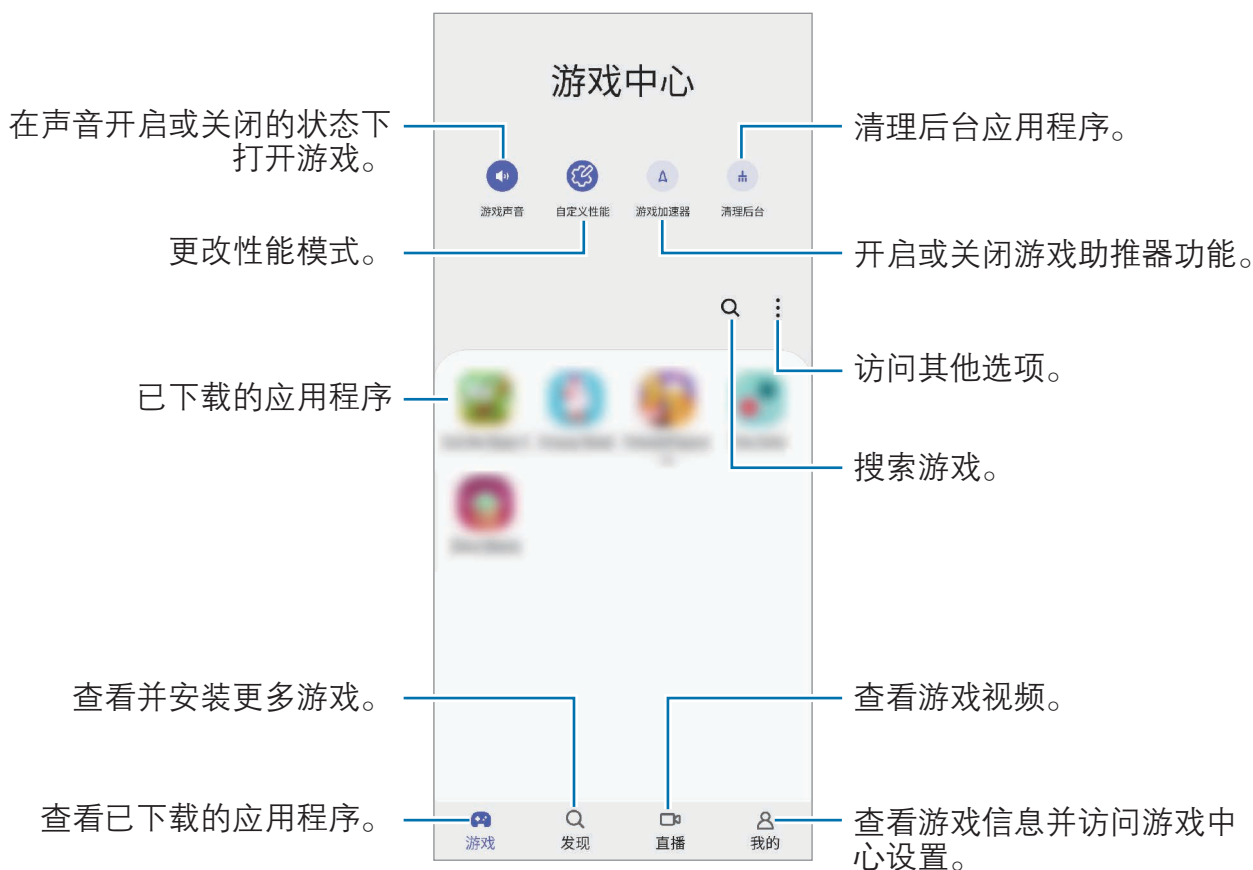 游戏中心
在声音开启或关闭的状态下
打开游戏。
清理后台应用程序。
游戏声音
自定义性能
游戏加速器
清理后台
更改性能模式。
开启或关闭游戏助推器功能。
访问其他选项。
已下载的应用程序
搜索游戏。
查看并安装更多游戏。
查看游戏视频。
查看已下载的应用程序。
游戏
发现
直播
我的
查看游戏信息并访问游戏中
心设置。